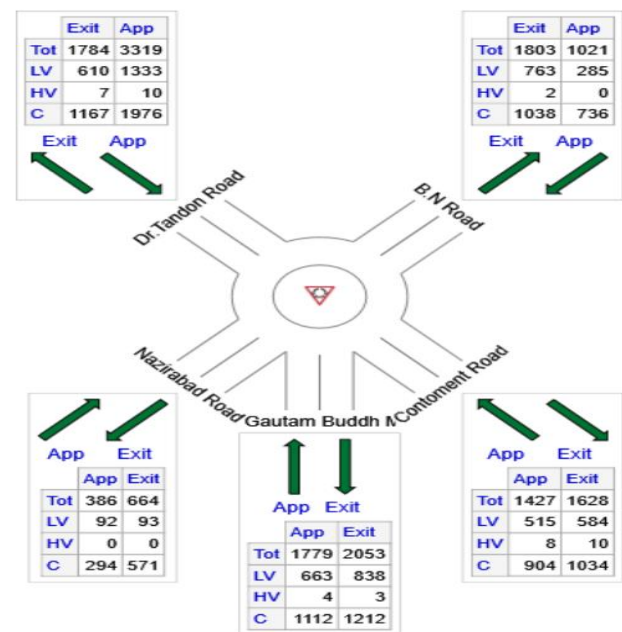 Exit App
Tot 1784 3319
LV 610 1333
HV 7 10
C 1167 1976
Exit App
Exit App
Tot 1803 1021
LV 763 285
HV 2 0
C 1038 736
Exit App
Dr.Tandon Road
B.N Road
Nazirabad Road
Gautam Buddh M
Contoment Road
App Exit
App Exit
Tot 386 664
LV 92 93
HV 0 0
C 294 571
App Exit
App Exit
Tot 1779 2053
LV 663 838
HV 4 3
C 1112 1212
App Exit
App Exit
Tot 1427 1628
LV 515 584
HV 8 10
C 904 1034